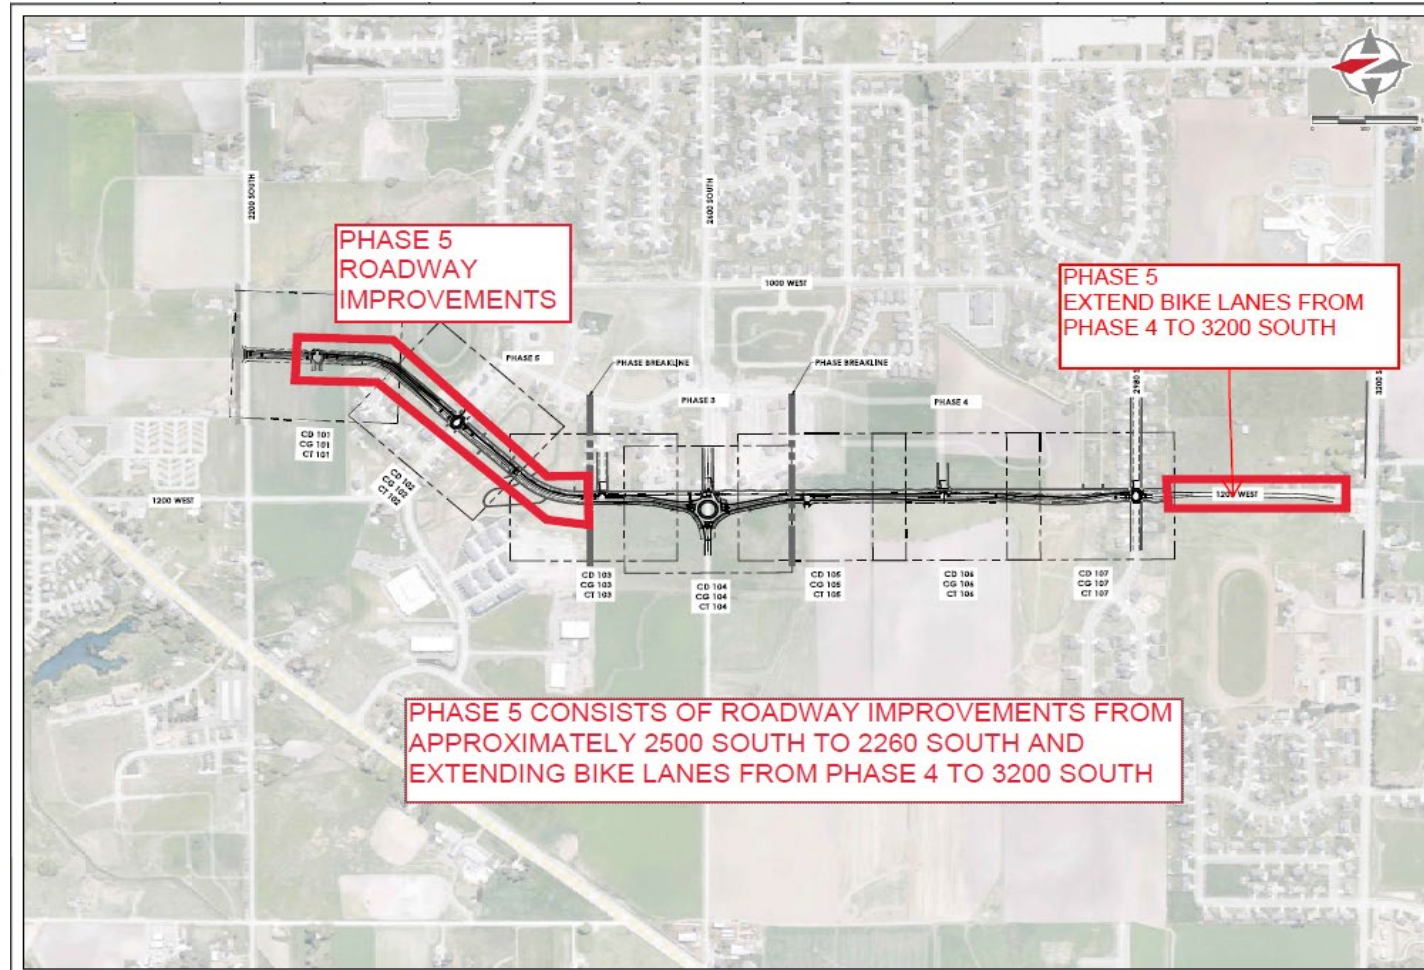 2200 SOUTH
2600 SOUTH
PHASE 5
ROADWAY
IMPROVEMENTS
1000 WEST
PHASE 5
EXTEND BIKE LANES FROM
PHASE 4 TO 3200 SOUTH
PHASE 5
PHASE BREAKLINE
PHASE BREAKLINE
PHASE 3
PHASE 4
2980
3200 SOUTH
CD 101
CG 101
CT 101
CD 102
CG 102
CT 102
1200 WEST
1200 WEST
CD 103
CG 103
CT 103
CD 104
CG 104
CT 104
CD 105
CG 105
CT 105
CD 106
CG 106
CT 106
CD 107
CG 107
CT 107
PHASE 5 CONSISTS OF ROADWAY IMPROVEMENTS FROM
APPROXIMATELY 2500 SOUTH TO 2260 SOUTH AND
EXTENDING BIKE LANES FROM PHASE 4 TO 3200 SOUTH